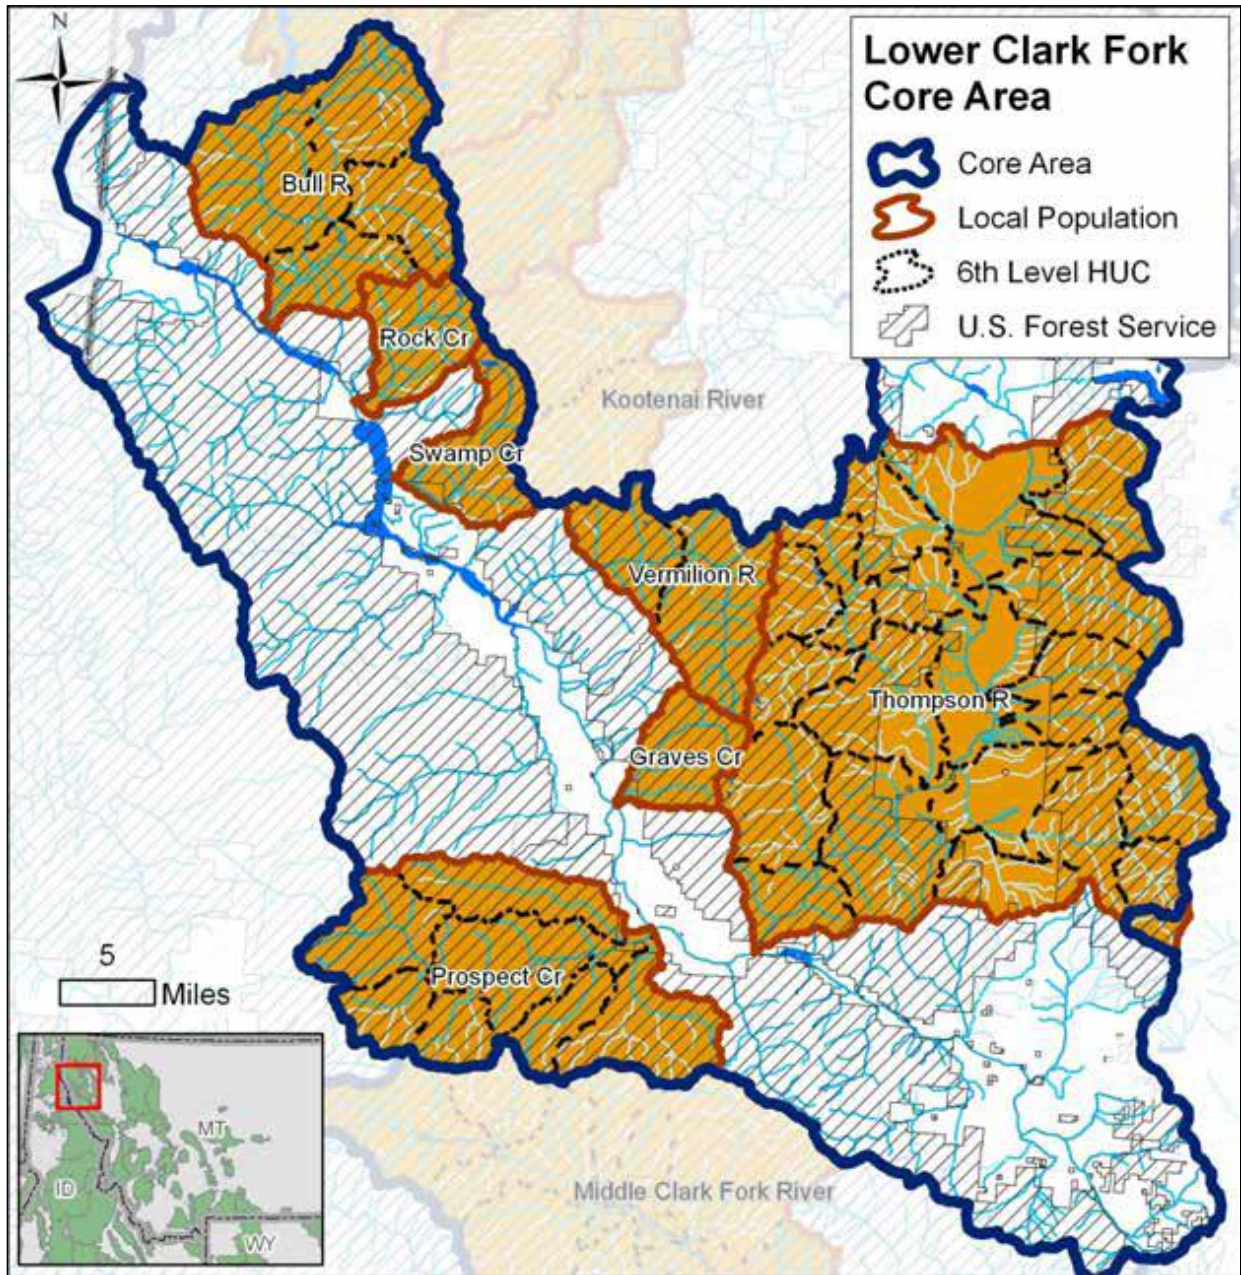 N
Lower Clark Fork
Core Area
Core Area
Local Population
6th Level HUC
U.S. Forest Service
Bull R
Rock Cr
Kootenai River
Swamp Cr
Vermilion R
Thompson R
Graves Cr
Prospect Cr
5
Miles
MT
ID
WY
Middle Clark Fork River